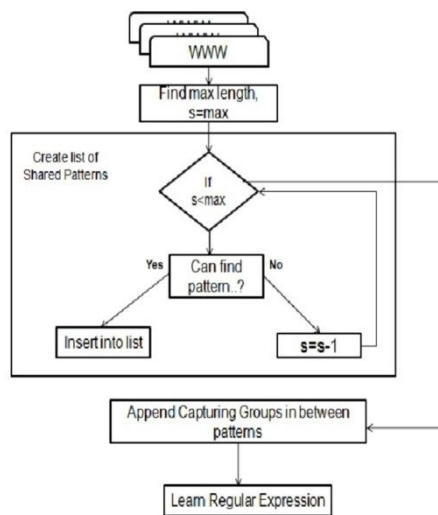 WWW
Find max length,
s=max
Create list of
Shared Patterns
If
s<max
Yes
Can find
pattern..?
No
Insert into list
s=s-1
Append Capturing Groups in between
patterns
Learn Regular Expression